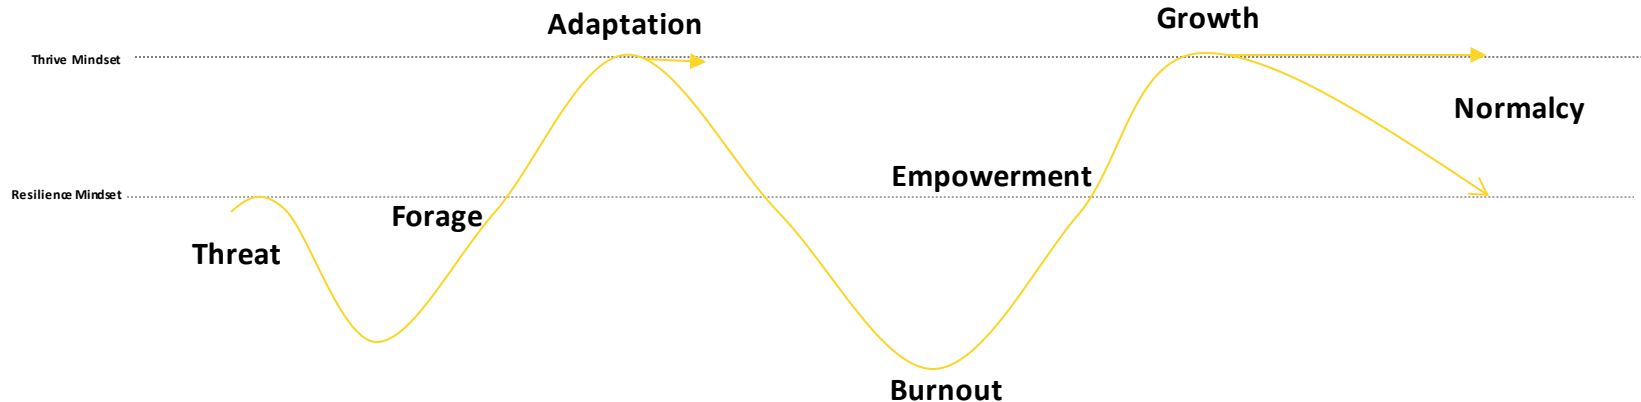 Growth
Adaptation
Thrive Mindset
Normalcy
Empowerment
Resilience Mindset
Forage
Threat
Burnout